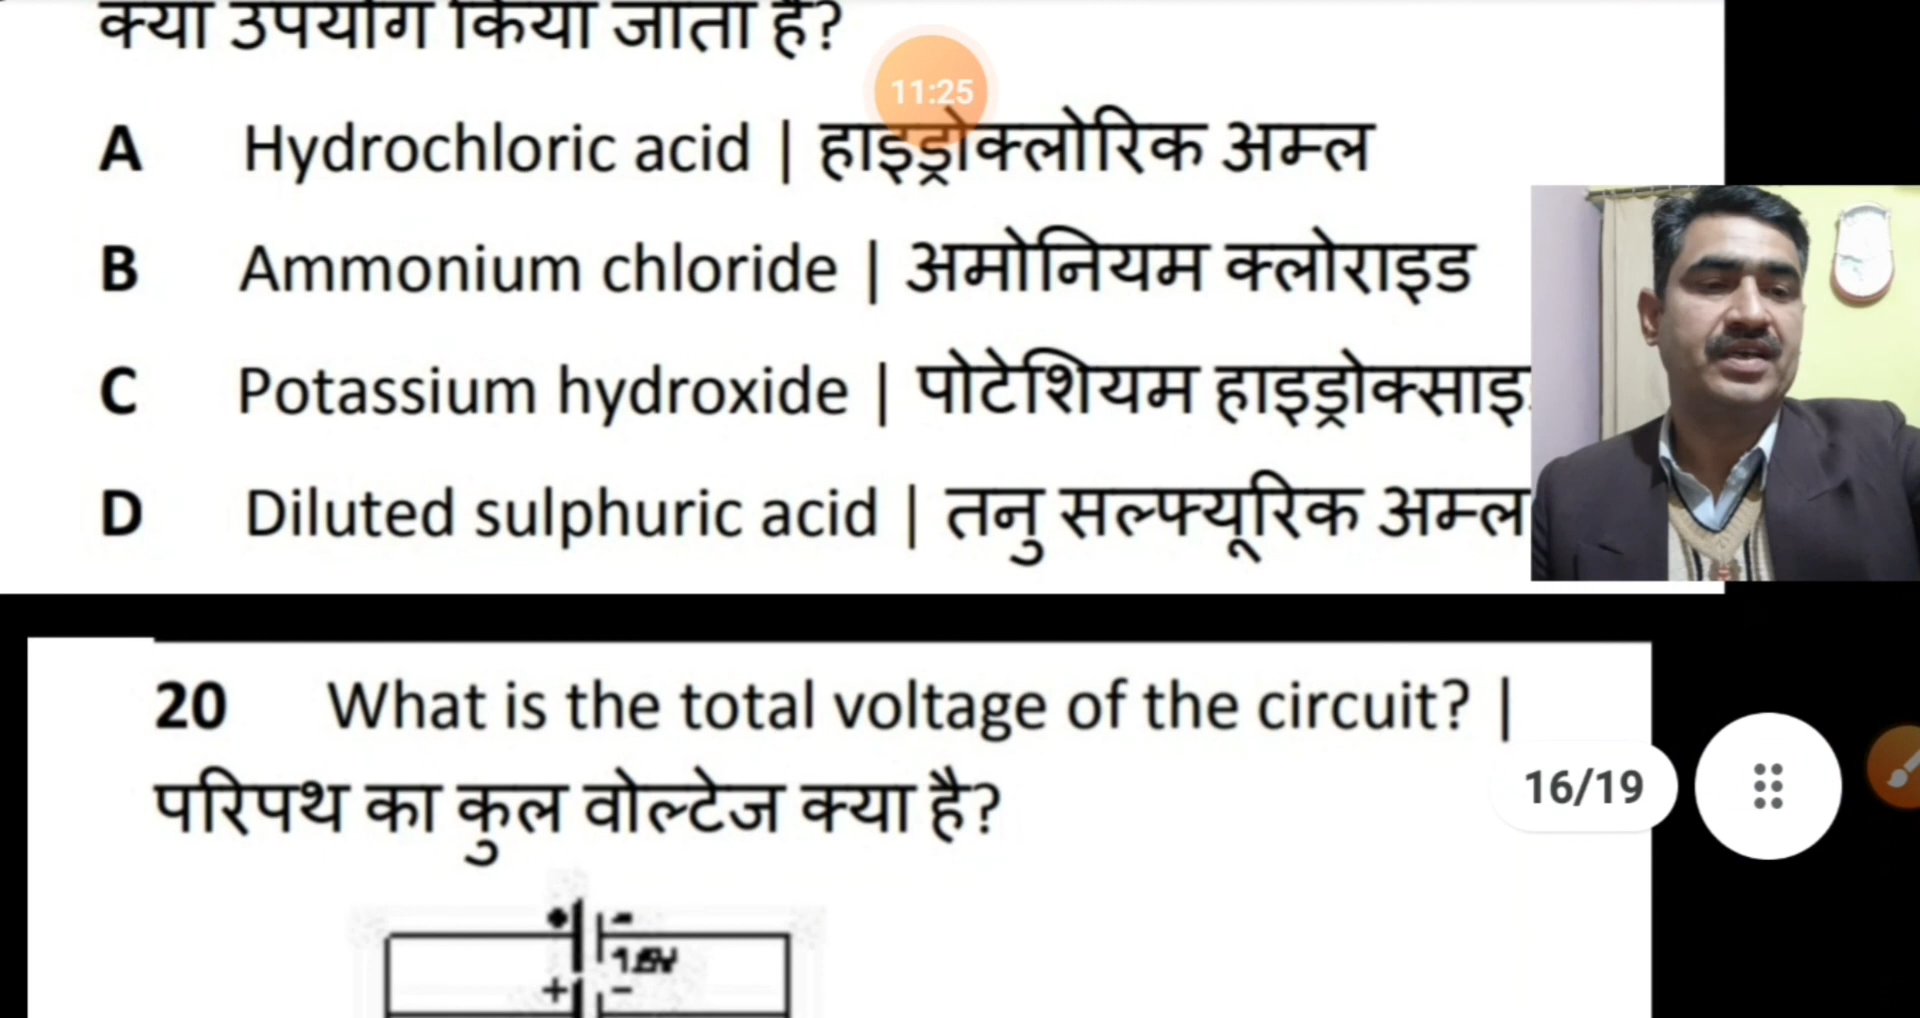 क्या उपयोग किया जाता है?
11:25
A Hydrochloric acid | हाइड्रोक्लोरिक अम्ल
B Ammonium chloride | अमोनियम क्लोराइड
C Potassium hydroxide | पोटेशियम
D Diluted sulphuric acid | तनु सल्फ्यूरिक अम्ल
20 What is the total voltage of the circuit? |
16/19
परिपथ का कुल वोल्टेज क्या है?
+ -
+ -